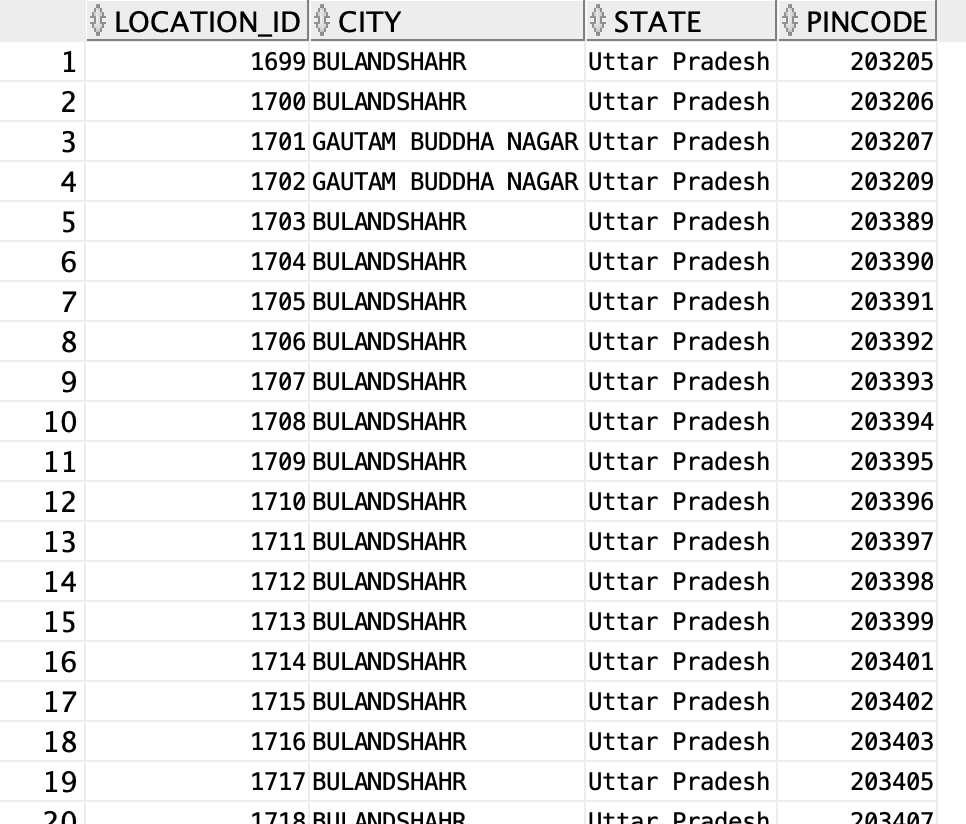 LOCATION_ID CITY STATE PINCODE
1 1699 BULANDSHAHR Uttar Pradesh 203205
2 1700 BULANDSHAHR Uttar Pradesh 203206
3 1701 GAUTAM BUDDHA NAGAR Uttar Pradesh 203207
4 1702 GAUTAM BUDDHA NAGAR Uttar Pradesh 203209
5 1703 BULANDSHAHR Uttar Pradesh 203389
6 1704 BULANDSHAHR Uttar Pradesh 203390
7 1705 BULANDSHAHR Uttar Pradesh 203391
8 1706 BULANDSHAHR Uttar Pradesh 203392
9 1707 BULANDSHAHR Uttar Pradesh 203393
10 1708 BULANDSHAHR Uttar Pradesh 203394
11 1709 BULANDSHAHR Uttar Pradesh 203395
12 1710 BULANDSHAHR Uttar Pradesh 203396
13 1711 BULANDSHAHR Uttar Pradesh 203397
14 1712 BULANDSHAHR Uttar Pradesh 203398
15 1713 BULANDSHAHR Uttar Pradesh 203399
16 1714 BULANDSHAHR Uttar Pradesh 203401
17 1715 BULANDSHAHR Uttar Pradesh 203402
18 1716 BULANDSHAHR Uttar Pradesh 203403
19 1717 BULANDSHAHR Uttar Pradesh 203405
20 1718 BULANDSHAHR Uttar Pradesh 203407